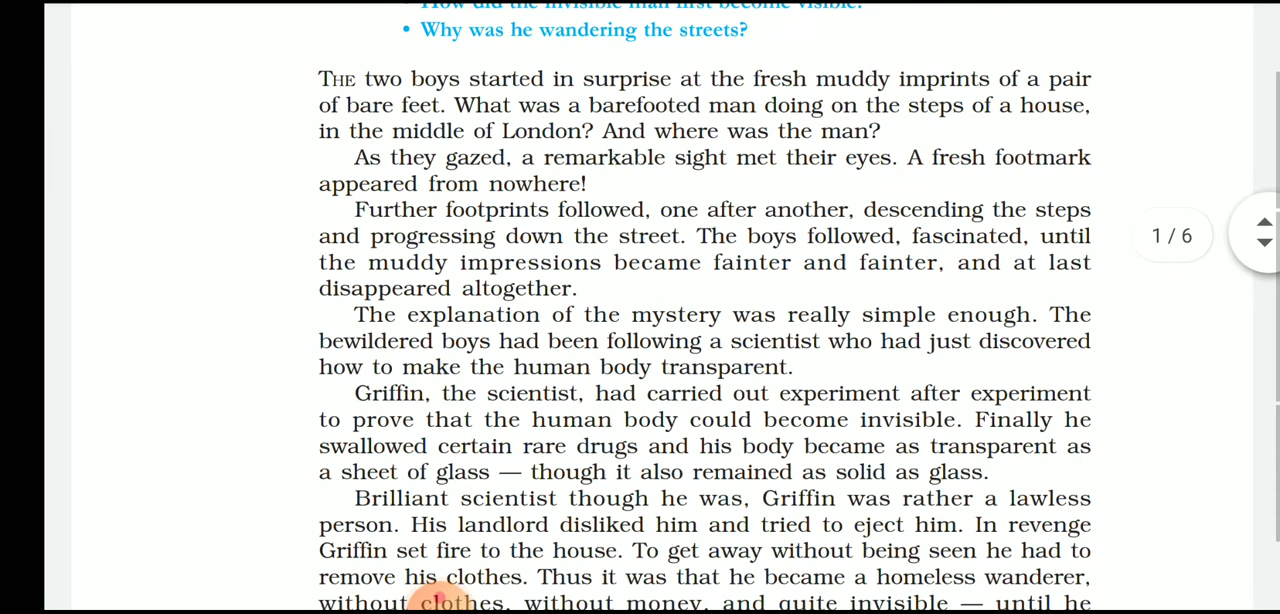 How did the invisible man first become visible?
• Why was he wandering the streets?
THE two boys started in surprise at the fresh muddy imprints of a pair
of bare feet. What was a barefooted man doing on the steps of a house,
in the middle of London? And where was the man?
As they gazed, a remarkable sight met their eyes. A fresh footmark
appeared from nowhere!
Further footprints followed, one after another, descending the steps
and progressing down the street. The boys followed, fascinated, until
the muddy impressions became fainter and fainter, and at last
disappeared altogether.
The explanation of the mystery was really simple enough. The
bewildered boys had been following a scientist who had just discovered
how to make the human body transparent.
Griffin, the scientist, had carried out experiment after experiment
to prove that the human body could become invisible. Finally he
swallowed certain rare drugs and his body became as transparent as
a sheet of glass — though it also remained as solid as glass.
Brilliant scientist though he was, Griffin was rather a lawless
person. His landlord disliked him and tried to eject him. In revenge
Griffin set fire to the house. To get away without being seen he had to
remove his clothes. Thus it was that he became a homeless wanderer,
without clothes, without money, and quite invisible — until he
1 / 6